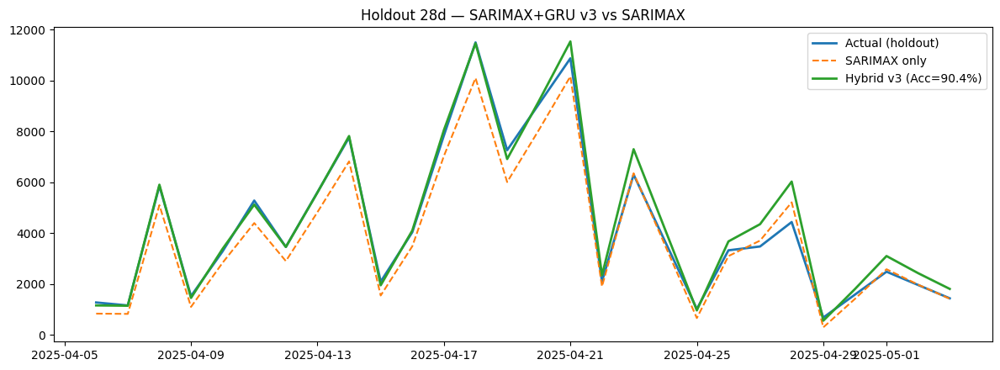 Holdout 28d — SARIMAX+GRU v3 vs SARIMAX
Actual (holdout)
SARIMAX only
Hybrid v3 (Acc=90.4%)
12000
10000
8000
6000
4000
2000
0
2025-04-05 2025-04-09 2025-04-13 2025-04-17 2025-04-21 2025-04-25 2025-04-29 2025-05-01